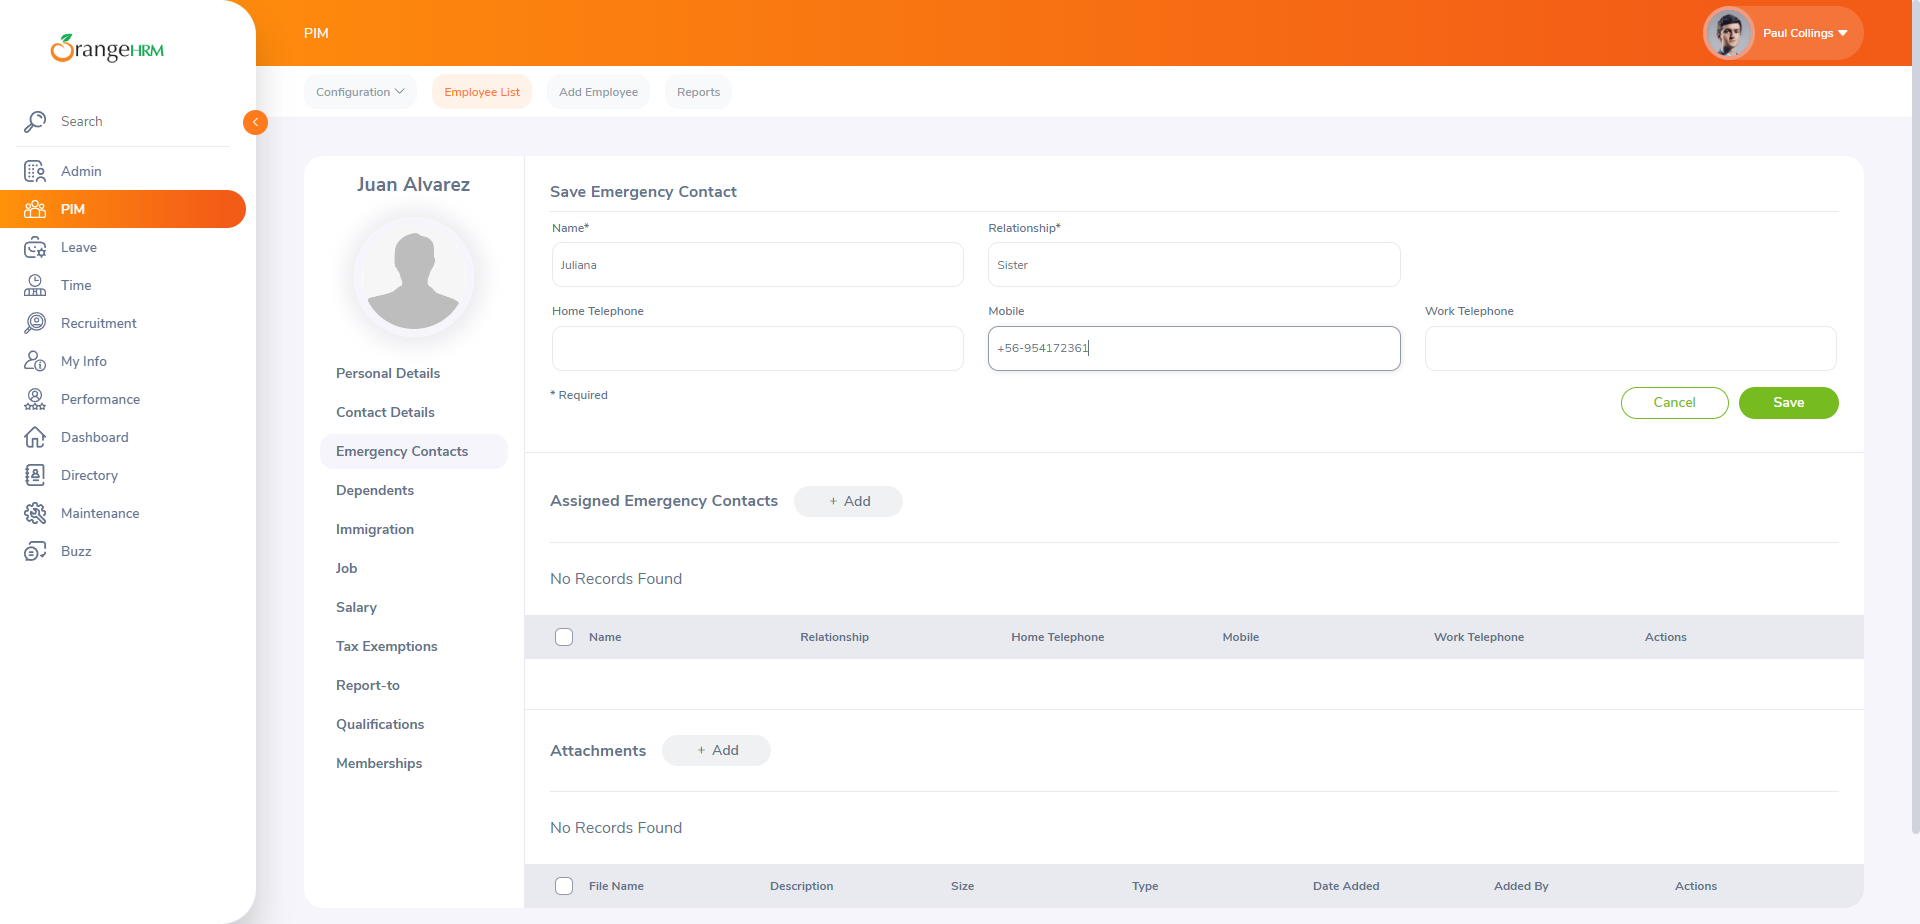 OrangeHRM
PIM
Paul Collings
Configuration
Employee List
Add Employee
Reports
Search
Admin
PIM
Leave
Time
Recruitment
My Info
Performance
Dashboard
Directory
Maintenance
Buzz
Juan Alvarez
Personal Details
Contact Details
Emergency Contacts
Dependents
Immigration
Job
Salary
Tax Exemptions
Report-to
Qualifications
Memberships
Save Emergency Contact
Name* Relationship*
Juliana Sister
Home Telephone Mobile Work Telephone
+56-954172361
* Required
Cancel Save
Assigned Emergency Contacts + Add
No Records Found
Name Relationship Home Telephone Mobile Work Telephone Actions
Attachments + Add
No Records Found
File Name Description Size Type Date Added Added By Actions